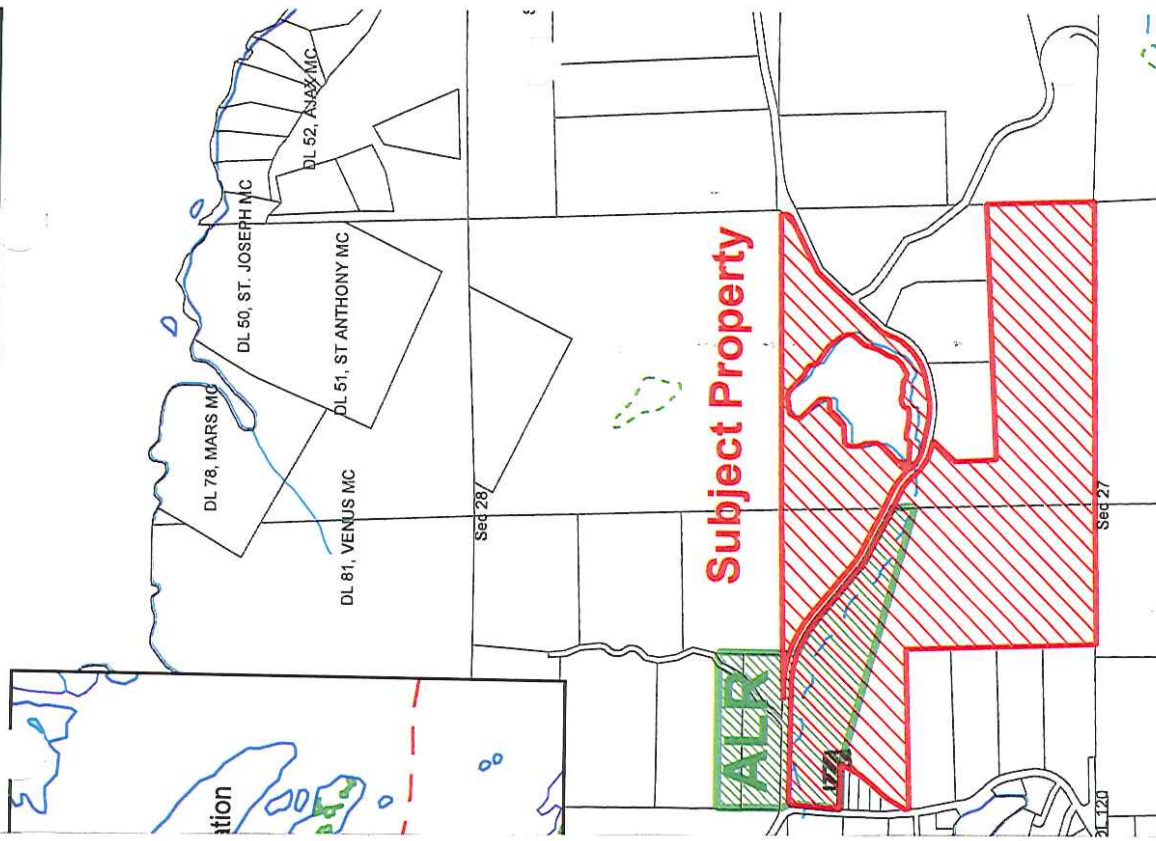 DL 52, AJAX MC
DL 50, ST. JOSEPH MC
DL 51, ST ANTHONY MC
DL 78, MARS MC
DL 81, VENUS MC
Sec 28
Subject Property
Sec 27
ALR
ation
DL 120